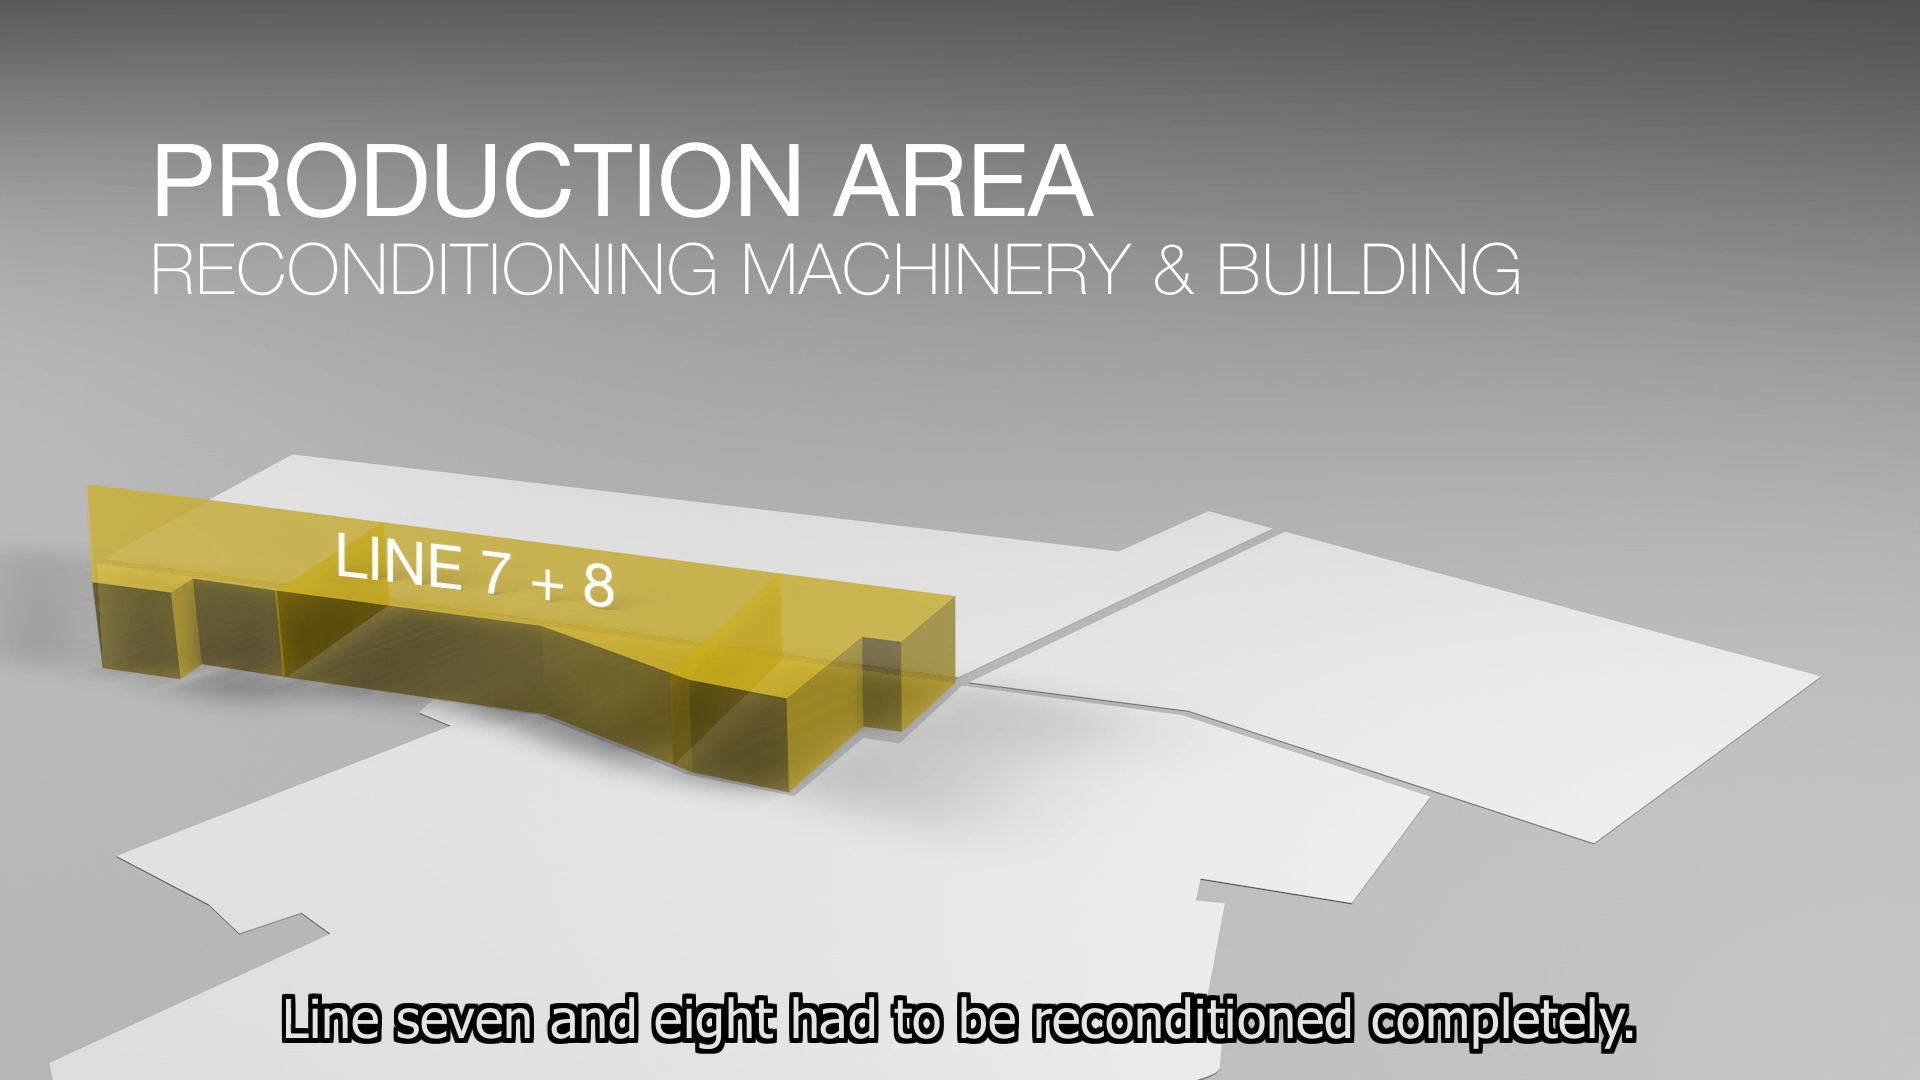 PRODUCTION AREA
RECONDITIONING MACHINERY & BUILDING
LINE 7 + 8
Line seven and eight had to be reconditioned completely.